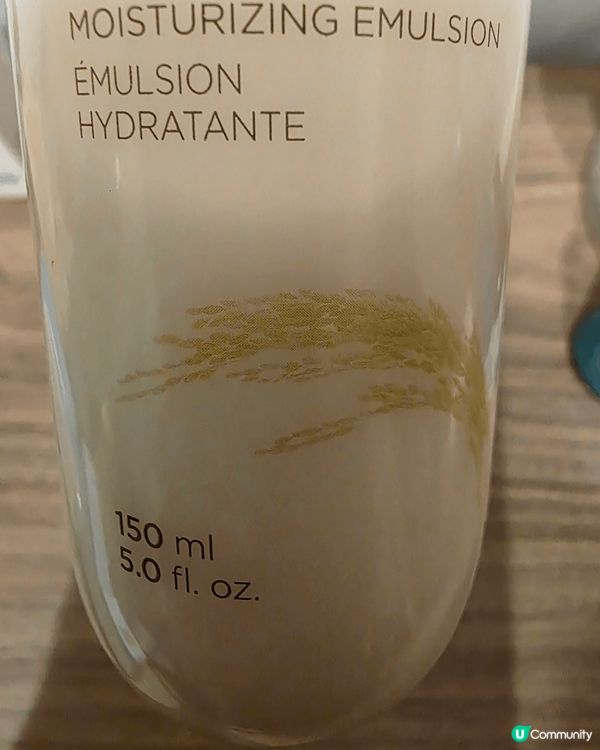 MOISTURIZING EMULSION
ÉMULSION
HYDRATANTE
150 ml
5.0 fl. oz.
U Community